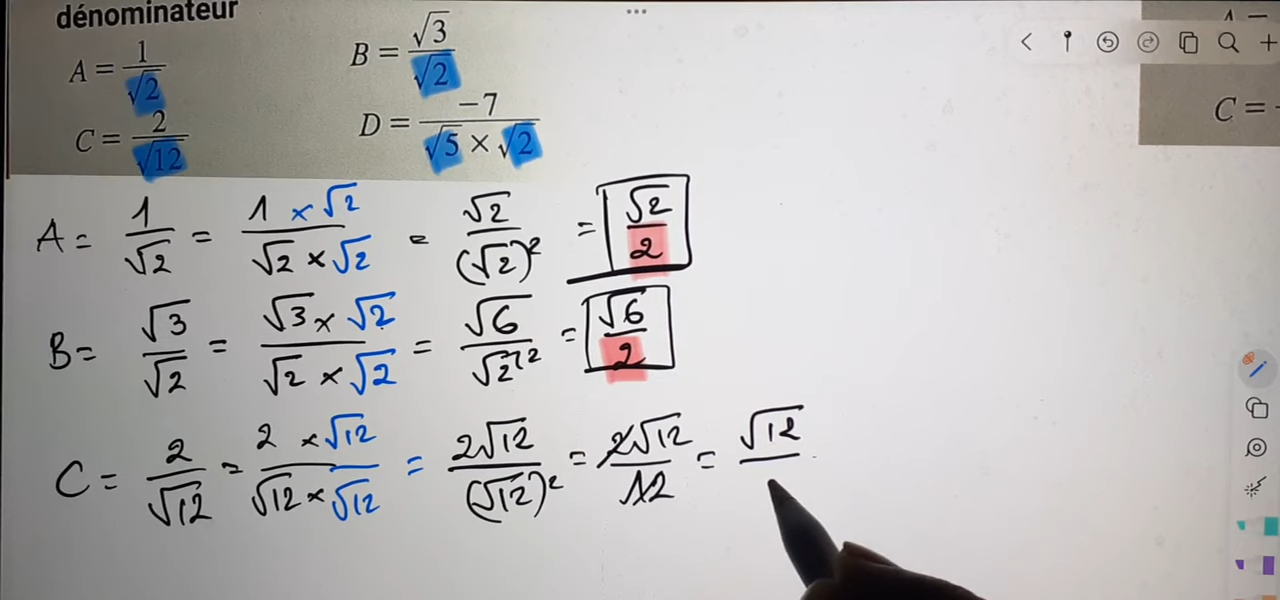 dénominateur
A = 1/√2
B = √3/√2
C = 2/√12
D = -7/(√5 × √2)
C =
A = 1/√2 = (1 × √2)/(√2 × √2) = √2/(√2)² = √2/2
B = √3/√2 = (√3 × √2)/(√2 × √2) = √6/√2² = √6/2
C = 2/√12 = (2 × √12)/(√12 × √12) = 2√12/(√12)² = 2√12/12 = √12